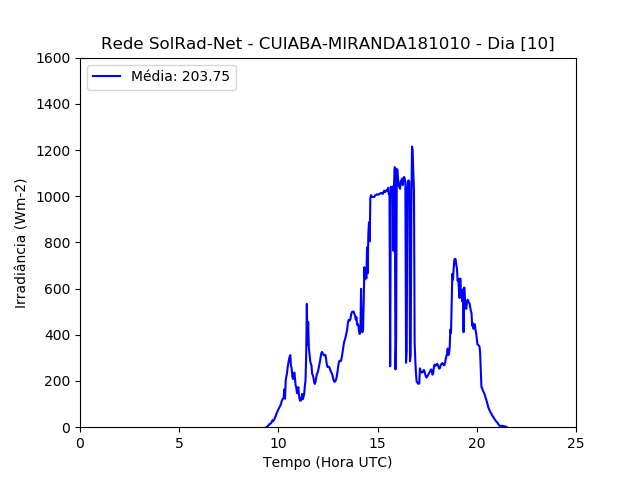 Rede SolRad-Net - CUIABA-MIRANDA181010 - Dia [10]
Média: 203.75
1600
1400
1200
1000
800
600
400
200
0
Irradiância (Wm-2)
0 5 10 15 20 25
Tempo (Hora UTC)